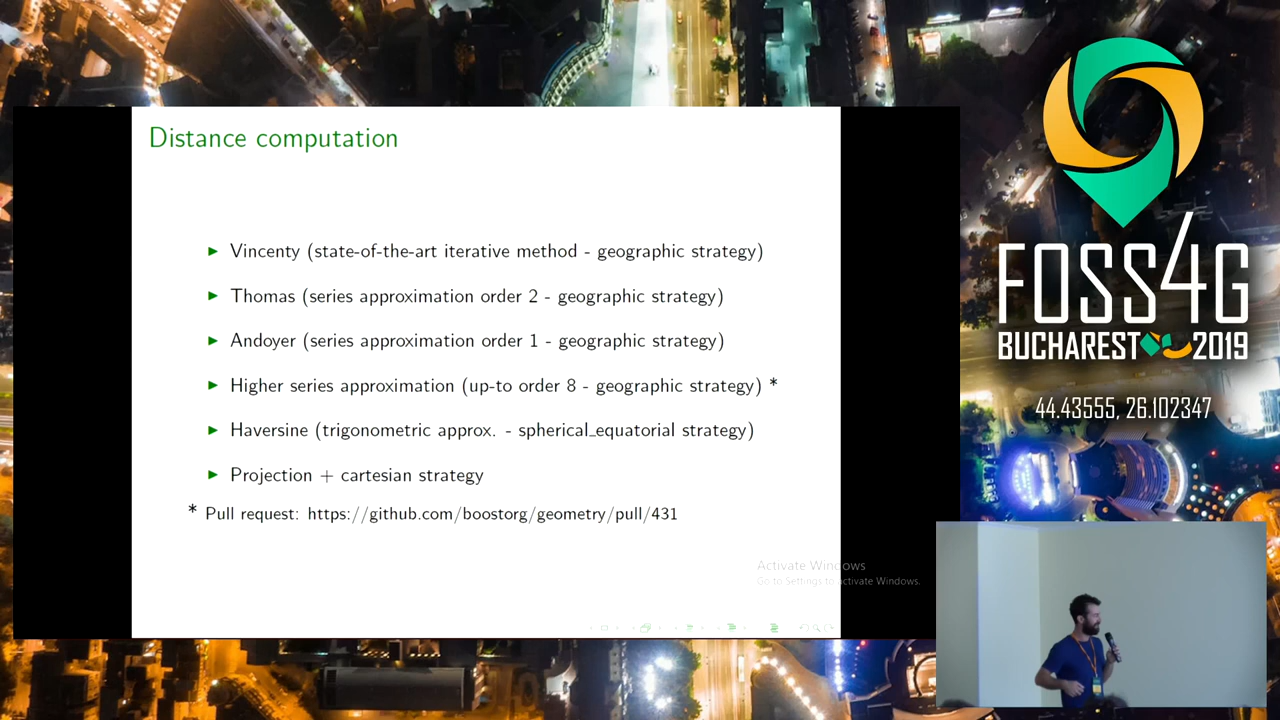 Distance computation
▶ Vincenty (state-of-the-art iterative method - geographic strategy)
▶ Thomas (series approximation order 2 - geographic strategy)
▶ Andoyer (series approximation order 1 - geographic strategy)
▶ Higher series approximation (up-to order 8 - geographic strategy) *
▶ Haversine (trigonometric approx. - spherical_equatorial strategy)
▶ Projection + cartesian strategy
* Pull request: https://github.com/boostorg/geometry/pull/431
Activate Windows
Go to Settings to activate Windows.
FOSS4G
BUCHAREST 2019
44.43555, 26.102347